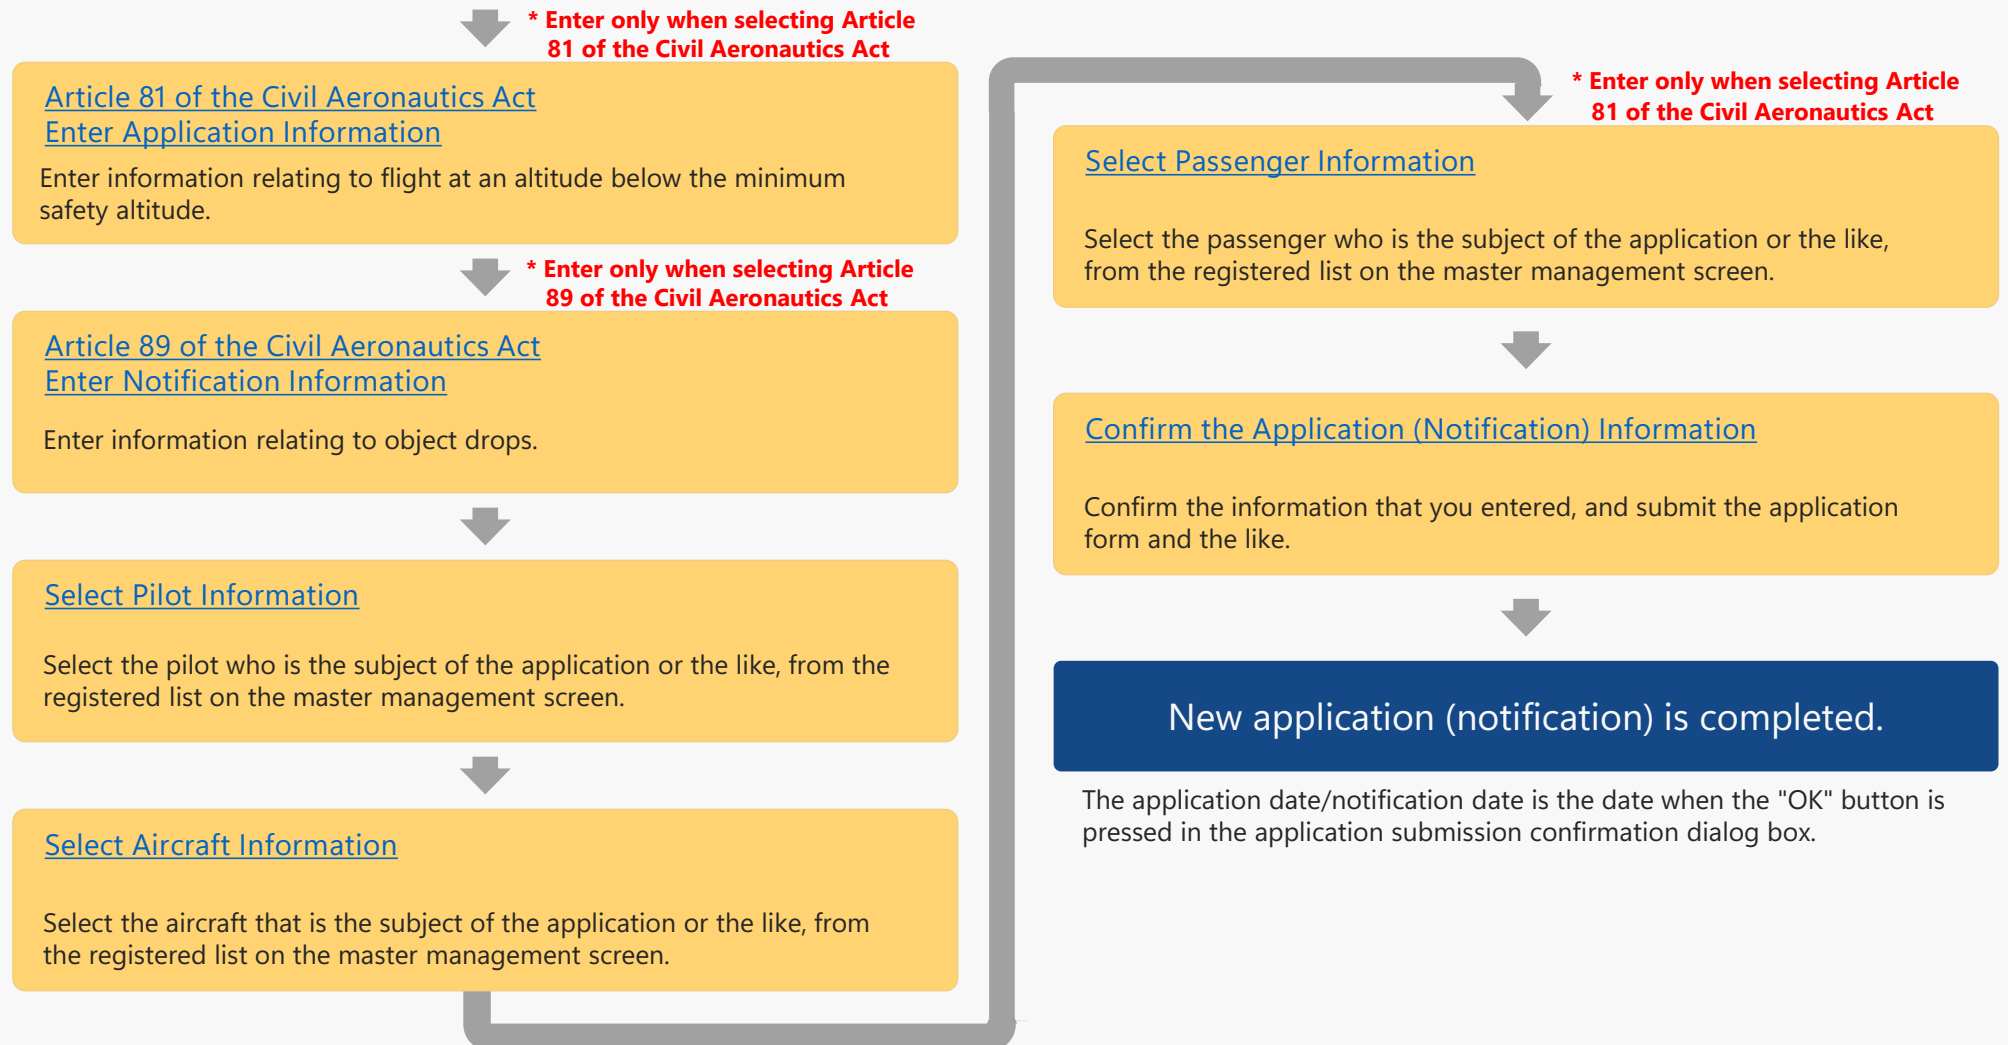 * Enter only when selecting Article
81 of the Civil Aeronautics Act
Article 81 of the Civil Aeronautics Act
Enter Application Information
Enter information relating to flight at an altitude below the minimum
safety altitude.
* Enter only when selecting Article
89 of the Civil Aeronautics Act
Article 89 of the Civil Aeronautics Act
Enter Notification Information
Enter information relating to object drops.
Select Pilot Information
Select the pilot who is the subject of the application or the like, from the
registered list on the master management screen.
Select Aircraft Information
Select the aircraft that is the subject of the application or the like, from
the registered list on the master management screen.
* Enter only when selecting Article
81 of the Civil Aeronautics Act
Select Passenger Information
Select the passenger who is the subject of the application or the like,
from the registered list on the master management screen.
Confirm the Application (Notification) Information
Confirm the information that you entered, and submit the application
form and the like.
New application (notification) is completed.
The application date/notification date is the date when the "OK" button is
pressed in the application submission confirmation dialog box.